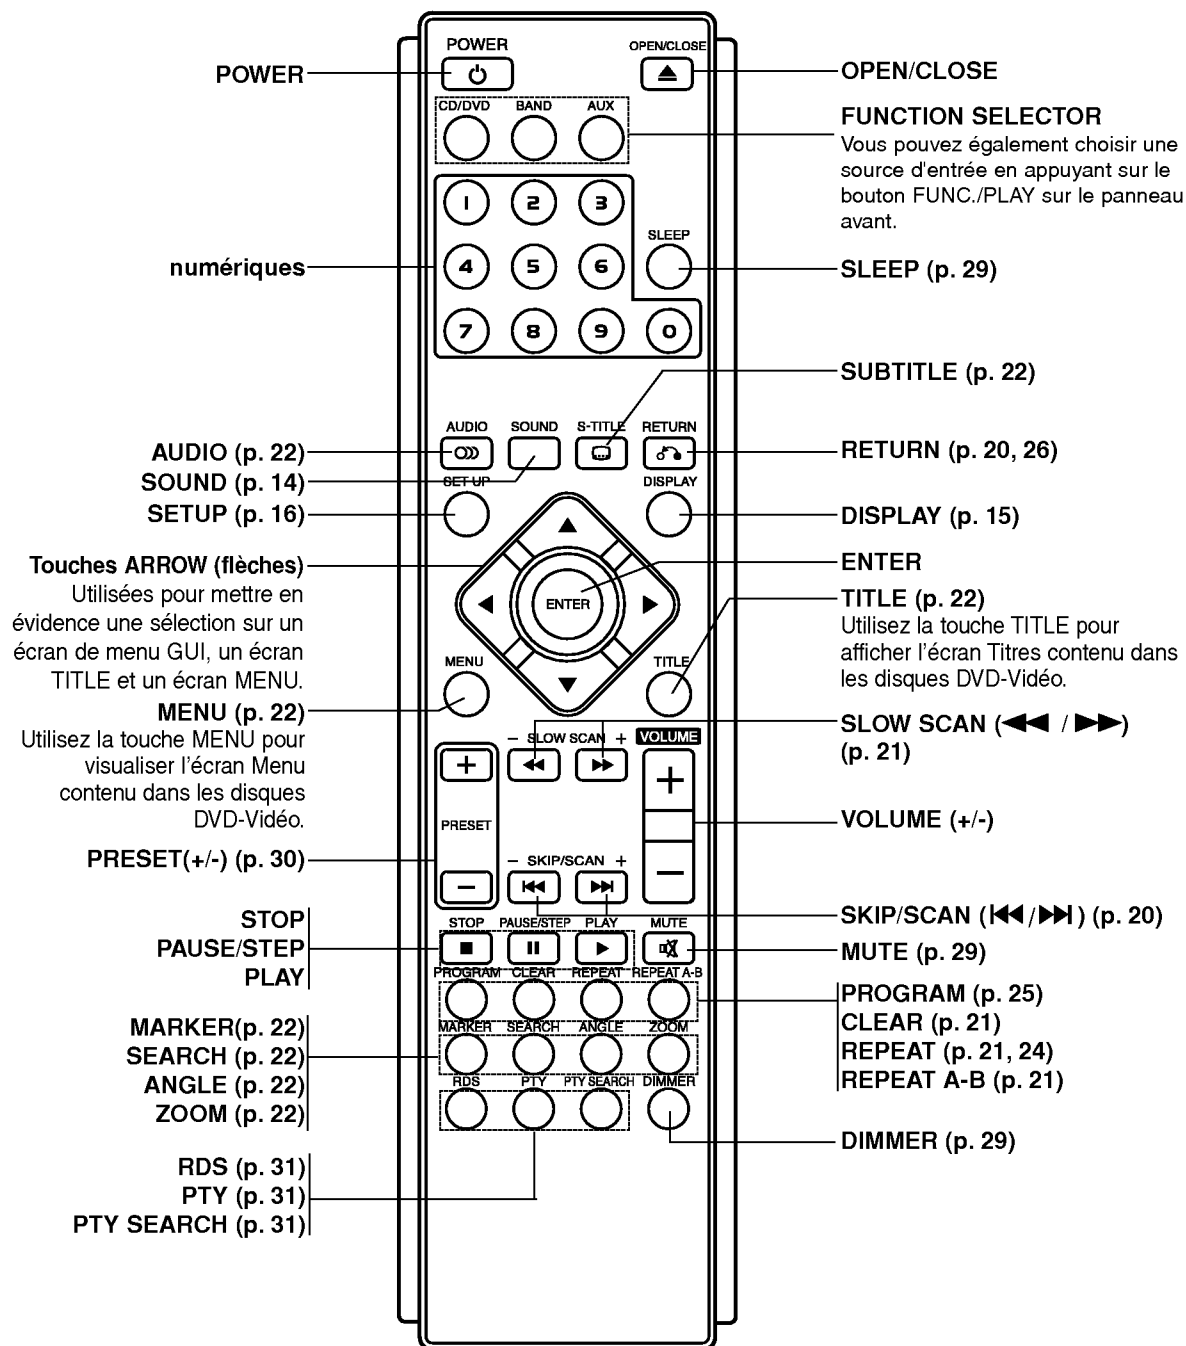 POWER
OPEN/CLOSE
CD/DVD
BAND
AUX
1
2
3
SLEEP
4
5
6
7
8
9
0
AUDIO
SOUND
S-TITLE
RETURN
SET UP
DISPLAY
ENTER
MENU
TITLE
- SLOW SCAN +
VOLUME
+
+
PRESET
- SKIP/SCAN +
−
−
STOP
PAUSE/STEP
PLAY
MUTE
PROGRAM
CLEAR
REPEAT
REPEAT A-B
MARKER
SEARCH
ANGLE
ZOOM
RDS
PTY
PTY SEARCH
DIMMER
POWER
numériques
AUDIO (p. 22)
SOUND (p. 14)
SETUP (p. 16)
Touches ARROW (flèches)
Utilisées pour mettre en
évidence une sélection sur un
écran de menu GUI, un écran
TITLE et un écran MENU.
MENU (p. 22)
Utilisez la touche MENU pour
visualiser l'écran Menu
contenu dans les disques
DVD-Vidéo.
PRESET(+/-) (p. 30)
STOP
PAUSE/STEP
PLAY
MARKER(p. 22)
SEARCH (p. 22)
ANGLE (p. 22)
ZOOM (p. 22)
RDS (p. 31)
PTY (p. 31)
PTY SEARCH (p. 31)
OPEN/CLOSE
FUNCTION SELECTOR
Vous pouvez également choisir une
source d'entrée en appuyant sur le
bouton FUNC./PLAY sur le panneau
avant.
SLEEP (p. 29)
SUBTITLE (p. 22)
RETURN (p. 20, 26)
DISPLAY (p. 15)
ENTER
TITLE (p. 22)
Utilisez la touche TITLE pour
afficher l'écran Titres contenu dans
les disques DVD-Vidéo.
SLOW SCAN (◀◀ / ▶▶)
(p. 21)
VOLUME (+/-)
SKIP/SCAN (|◀◀ / ▶▶|) (p. 20)
MUTE (p. 29)
PROGRAM (p. 25)
CLEAR (p. 21)
REPEAT (p. 21, 24)
REPEAT A-B (p. 21)
DIMMER (p. 29)